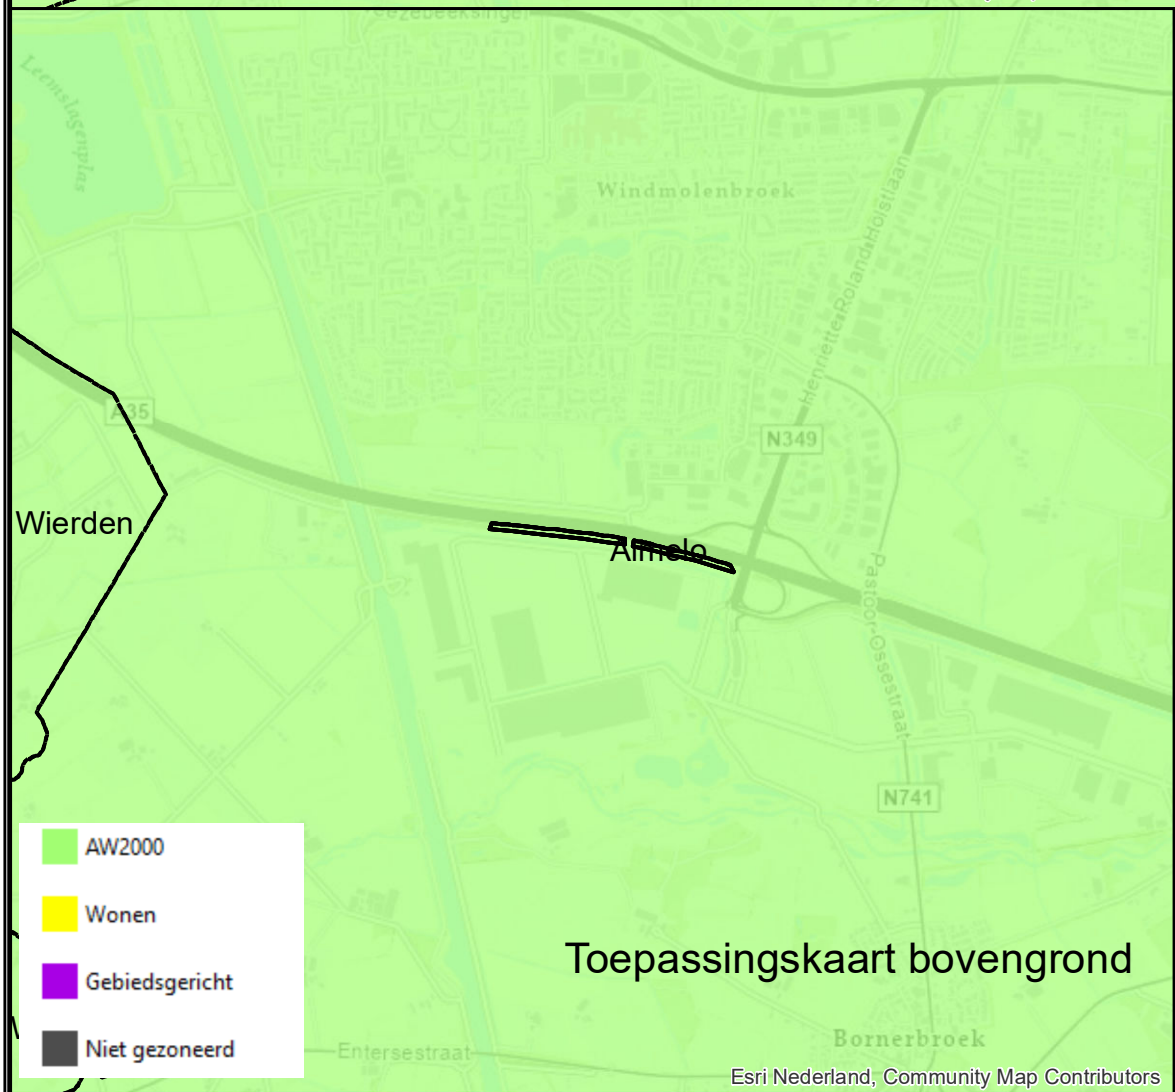 Leemslagenplas
Windmolenbroek
Henriette Roland Holstlaan
A35
N349
Wierden
Almelo
Pastoor Ossestraat
N741
AW2000
Wonen
Gebiedsgericht
Niet gezoneerd
Toepassingskaart bovengrond
Bornerbroek
Entersestraat
Esri Nederland, Community Map Contributors